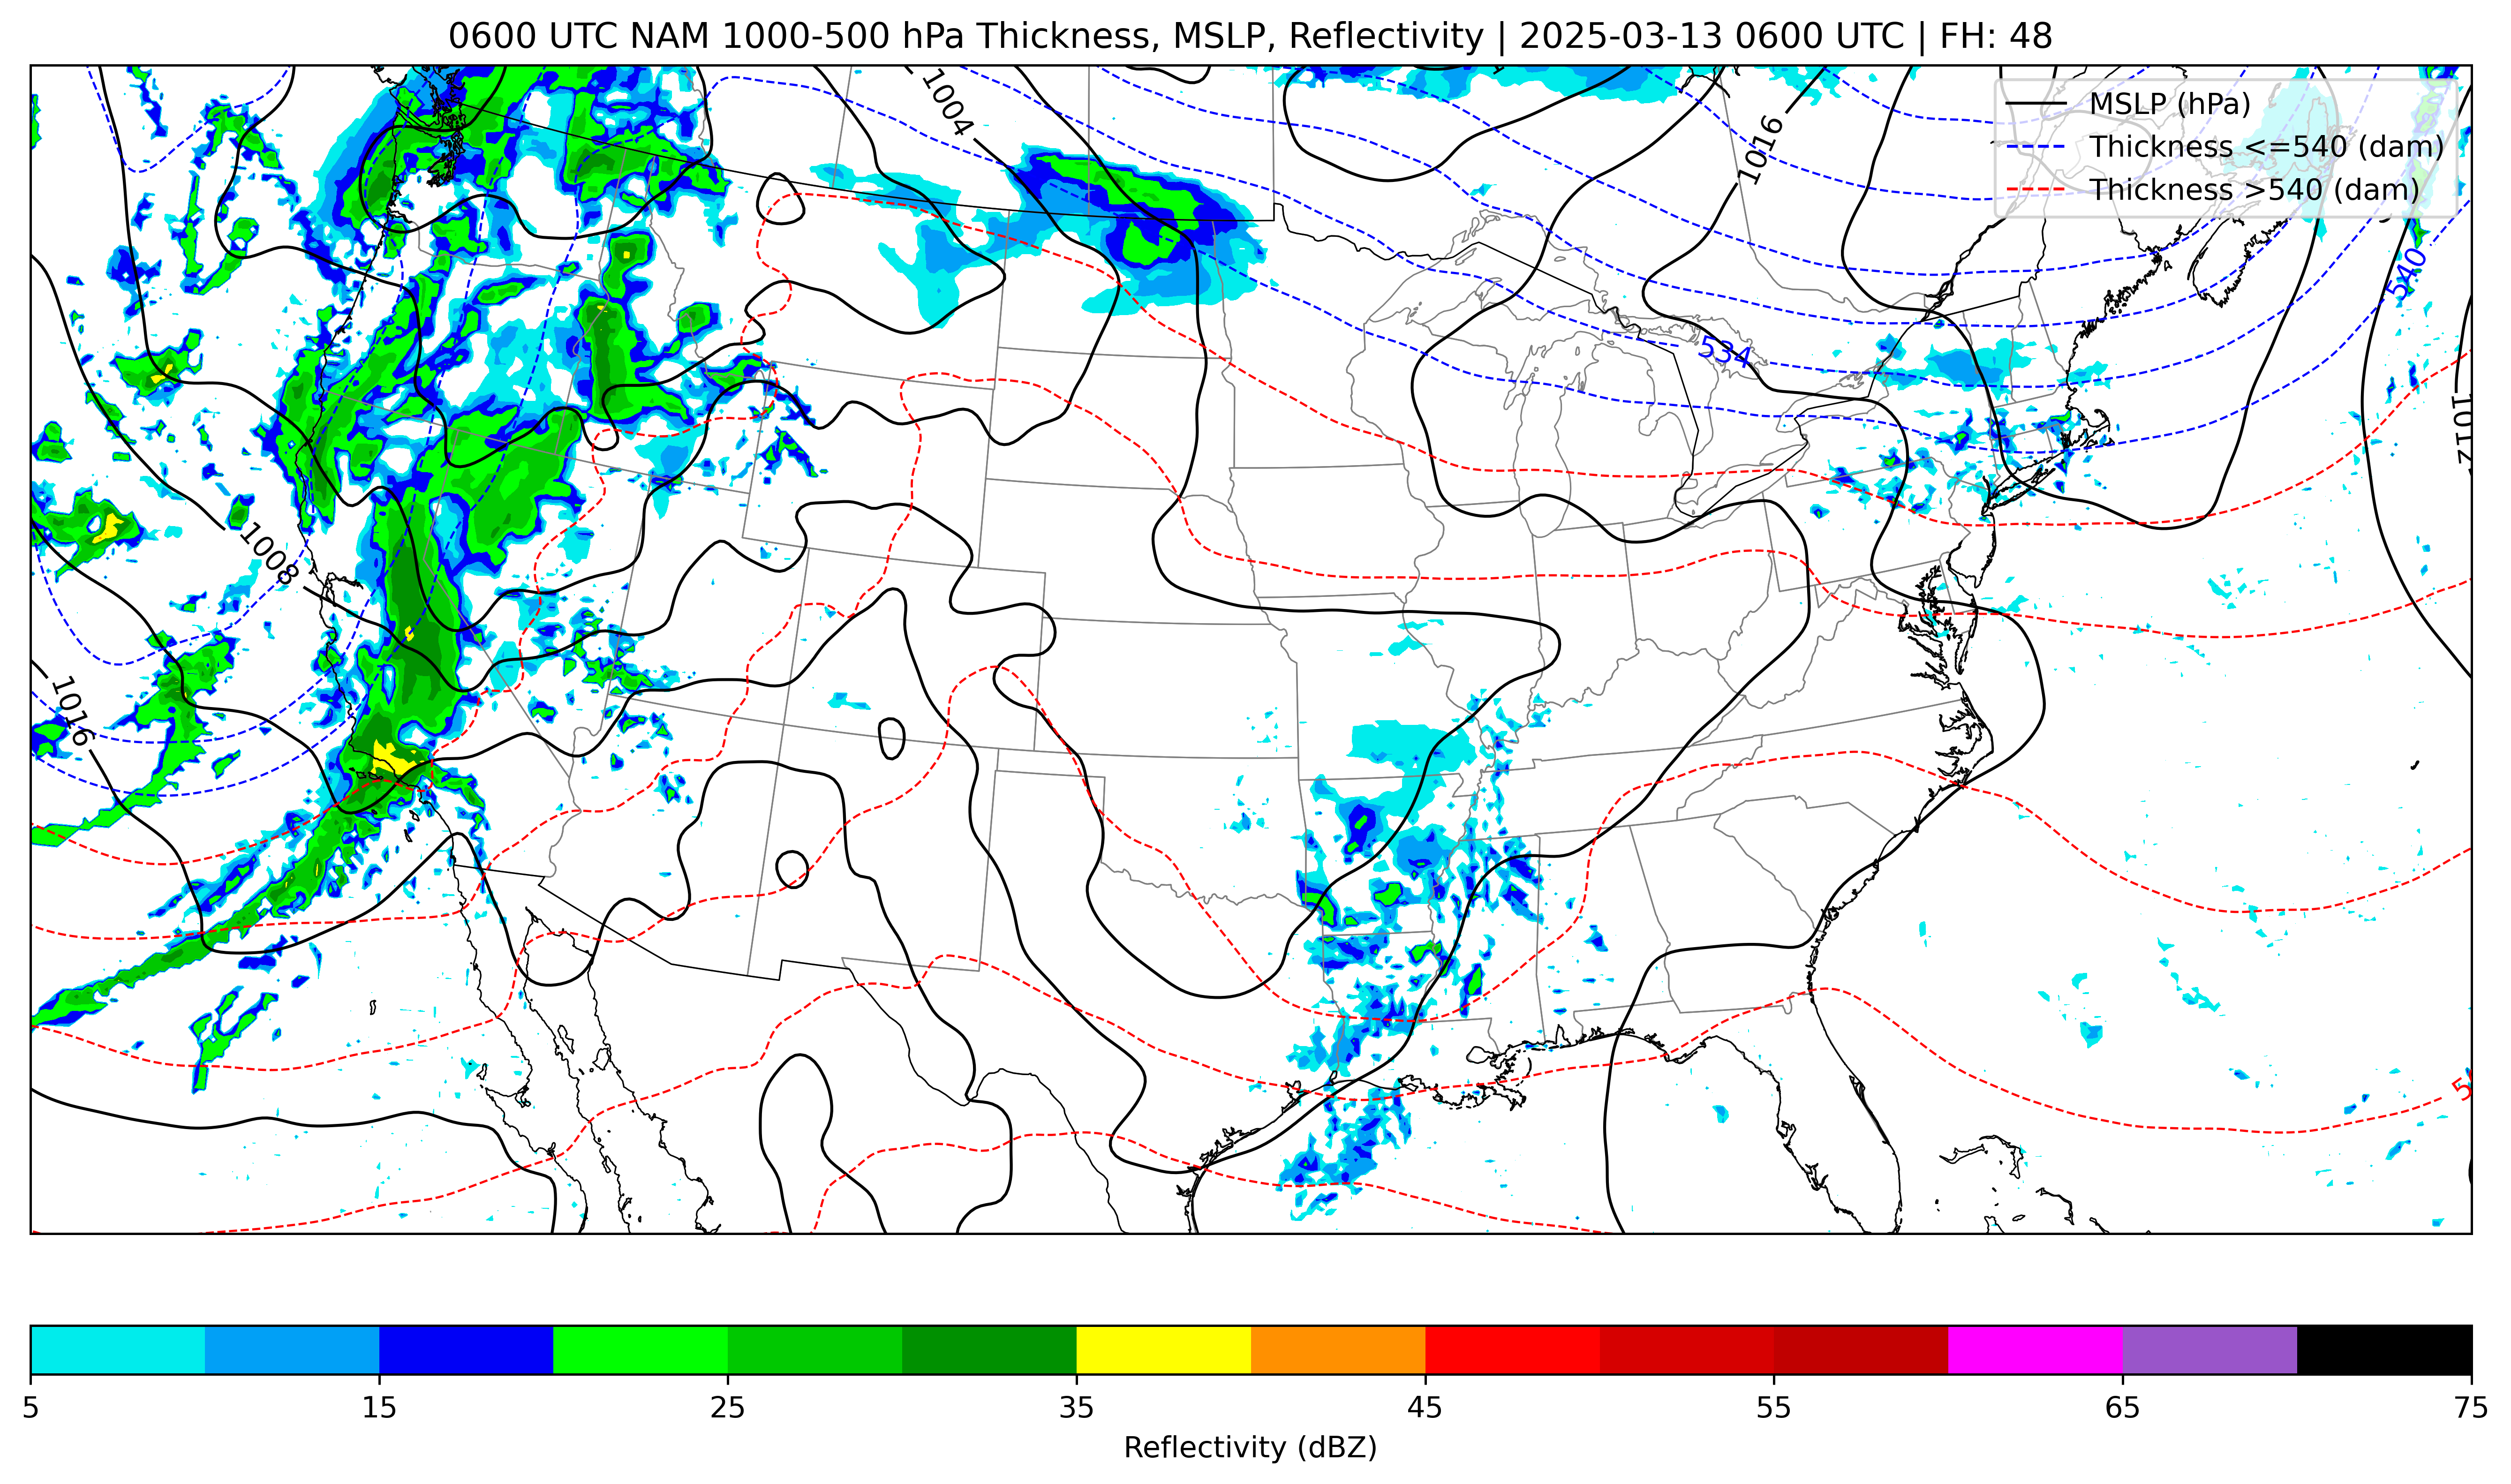 0600 UTC NAM 1000-500 hPa Thickness, MSLP, Reflectivity | 2025-03-13 0600 UTC | FH: 48
MSLP (hPa)
Thickness <=540 (dam)
Thickness >540 (dam)
1004
1016
540
534
1012
1008
1016
5 15 25 35 45 55 65 75
Reflectivity (dBZ)